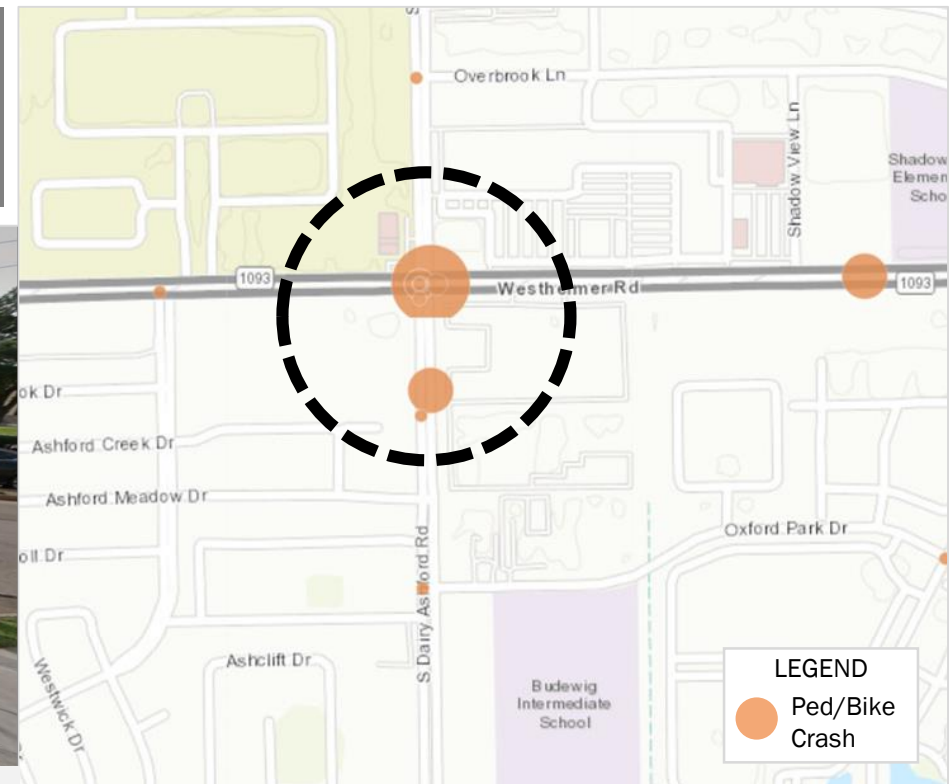 S
Overbrook Ln
Shadow View Ln
Shadow
Elemen
Scho
1093
Westheimer Rd
1093
ok Dr
Ashford Creek Dr
Ashford Meadow Dr
oll Dr
Oxford Park Dr
S Dairy Ashford Rd
Ashclift Dr
Westwick Dr
Budewig
Intermediate
School
LEGEND
Ped/Bike
Crash